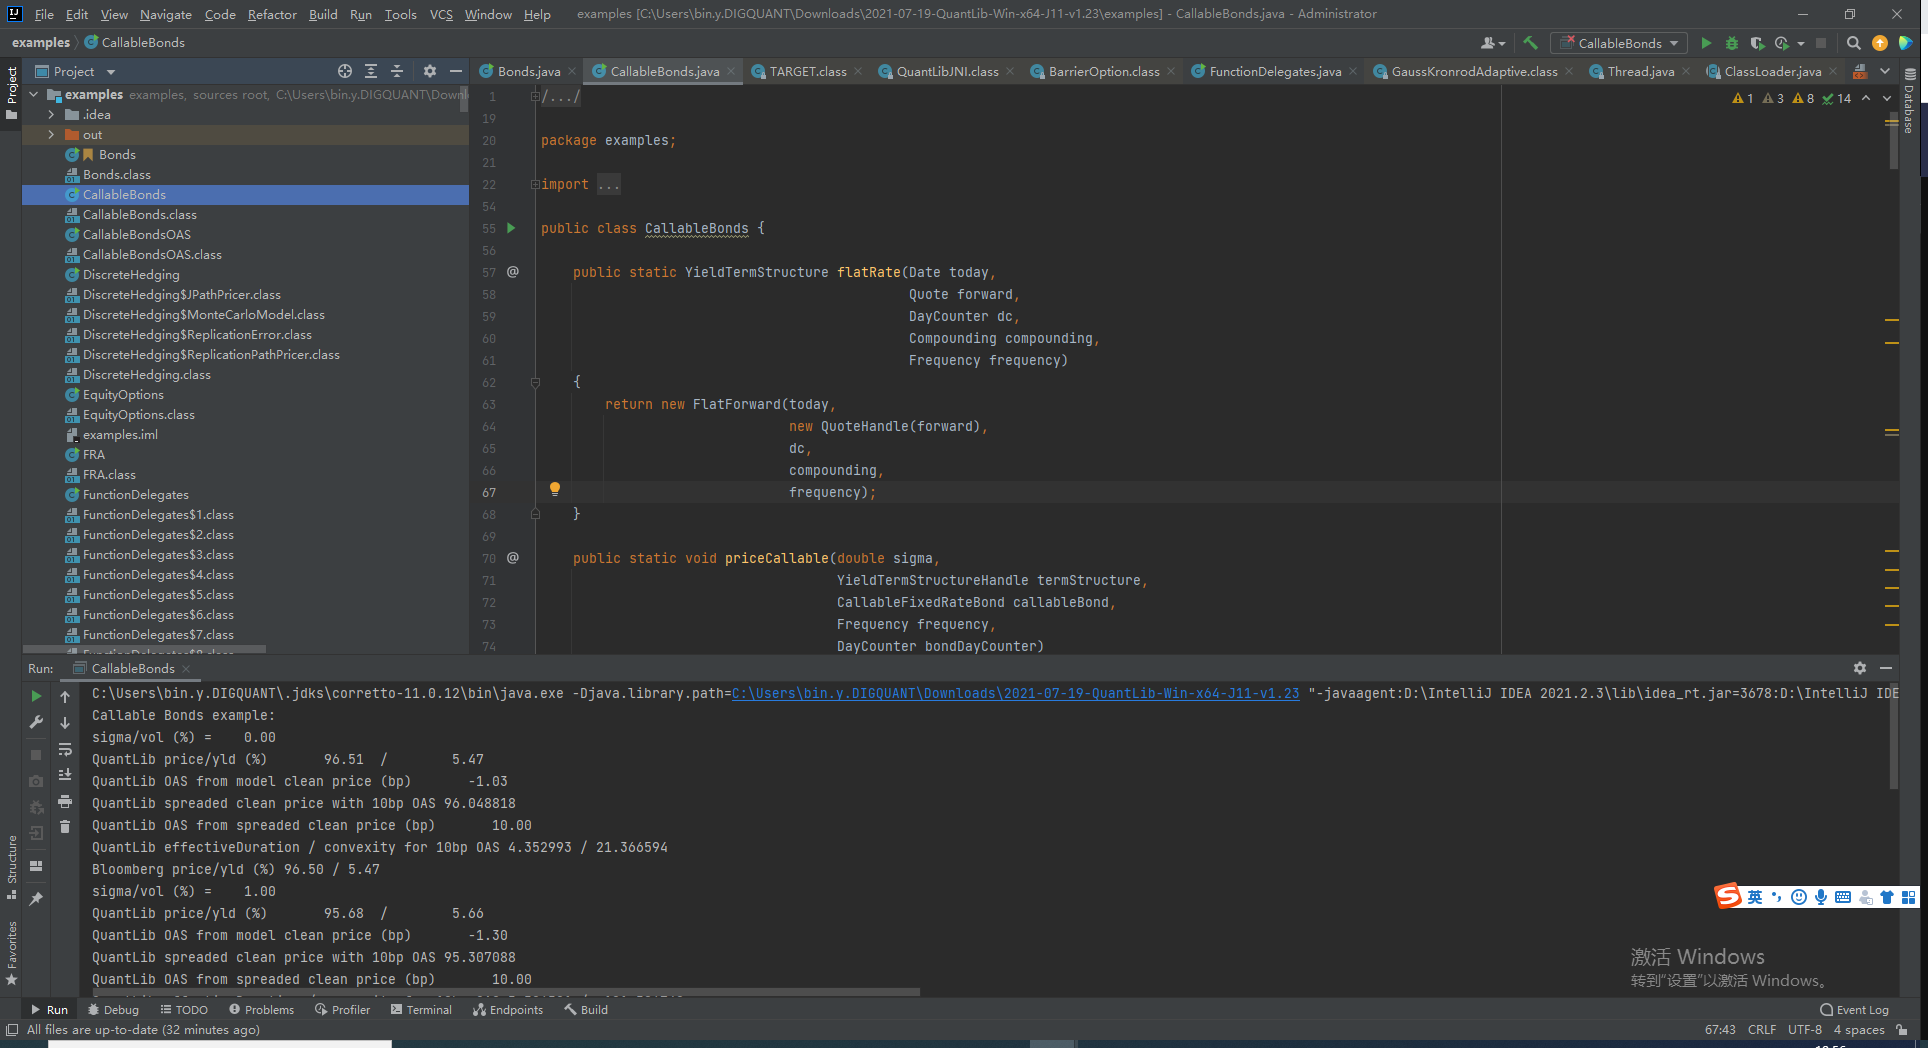 File Edit View Navigate Code Refactor Build Run Tools VCS Window Help examples [C:\Users\bin.y.DIGQUANT\Downloads\2021-07-19-QuantLib-Win-x64-J11-v1.23\examples] - CallableBonds.java - Administrator
examples CallableBonds
CallableBonds
Project
Bonds.java CallableBonds.java TARGET.class QuantLibJNI.class BarrierOption.class FunctionDelegates.java GaussKronrodAdaptive.class Thread.java ClassLoader.java
Project
Database
examples examples, sources root, C:\Users\bin.y.DIGQUANT\Downl
.idea
out
Bonds
Bonds.class
CallableBonds
CallableBonds.class
CallableBondsOAS
CallableBondsOAS.class
DiscreteHedging
DiscreteHedging$JPathPricer.class
DiscreteHedging$MonteCarloModel.class
DiscreteHedging$ReplicationError.class
DiscreteHedging$ReplicationPathPricer.class
DiscreteHedging.class
EquityOptions
EquityOptions.class
examples.iml
FRA
FRA.class
FunctionDelegates
FunctionDelegates$1.class
FunctionDelegates$2.class
FunctionDelegates$3.class
FunctionDelegates$4.class
FunctionDelegates$5.class
FunctionDelegates$6.class
FunctionDelegates$7.class
FunctionDelegates$8.class
1 3 8 14
1 /.../
19
20 package examples;
21
22 import ...
54
55 public class CallableBonds {
56
57 @ public static YieldTermStructure flatRate(Date today,
58 Quote forward,
59 DayCounter dc,
60 Compounding compounding,
61 Frequency frequency)
62 {
63 return new FlatForward(today,
64 new QuoteHandle(forward),
65 dc,
66 compounding,
67 frequency);
68 }
69
70 @ public static void priceCallable(double sigma,
71 YieldTermStructureHandle termStructure,
72 CallableFixedRateBond callableBond,
73 Frequency frequency,
74 DayCounter bondDayCounter)
Run: CallableBonds
C:\Users\bin.y.DIGQUANT\.jdks\corretto-11.0.12\bin\java.exe -Djava.library.path=C:\Users\bin.y.DIGQUANT\Downloads\2021-07-19-QuantLib-Win-x64-J11-v1.23 "-javaagent:D:\IntelliJ IDEA 2021.2.3\lib\idea_rt.jar=3678:D:\IntelliJ IDE
Callable Bonds example:
sigma/vol (%) = 0.00
QuantLib price/yld (%) 96.51 / 5.47
QuantLib OAS from model clean price (bp) -1.03
QuantLib spreaded clean price with 10bp OAS 96.048818
QuantLib OAS from spreaded clean price (bp) 10.00
QuantLib effectiveDuration / convexity for 10bp OAS 4.352993 / 21.366594
Bloomberg price/yld (%) 96.50 / 5.47
sigma/vol (%) = 1.00
QuantLib price/yld (%) 95.68 / 5.66
QuantLib OAS from model clean price (bp) -1.30
QuantLib spreaded clean price with 10bp OAS 95.307088
QuantLib OAS from spreaded clean price (bp) 10.00
Structure
Favorites
英
激活 Windows
转到"设置"以激活 Windows。
Run Debug TODO Problems Profiler Terminal Endpoints Build Event Log
All files are up-to-date (32 minutes ago) 67:43 CRLF UTF-8 4 spaces